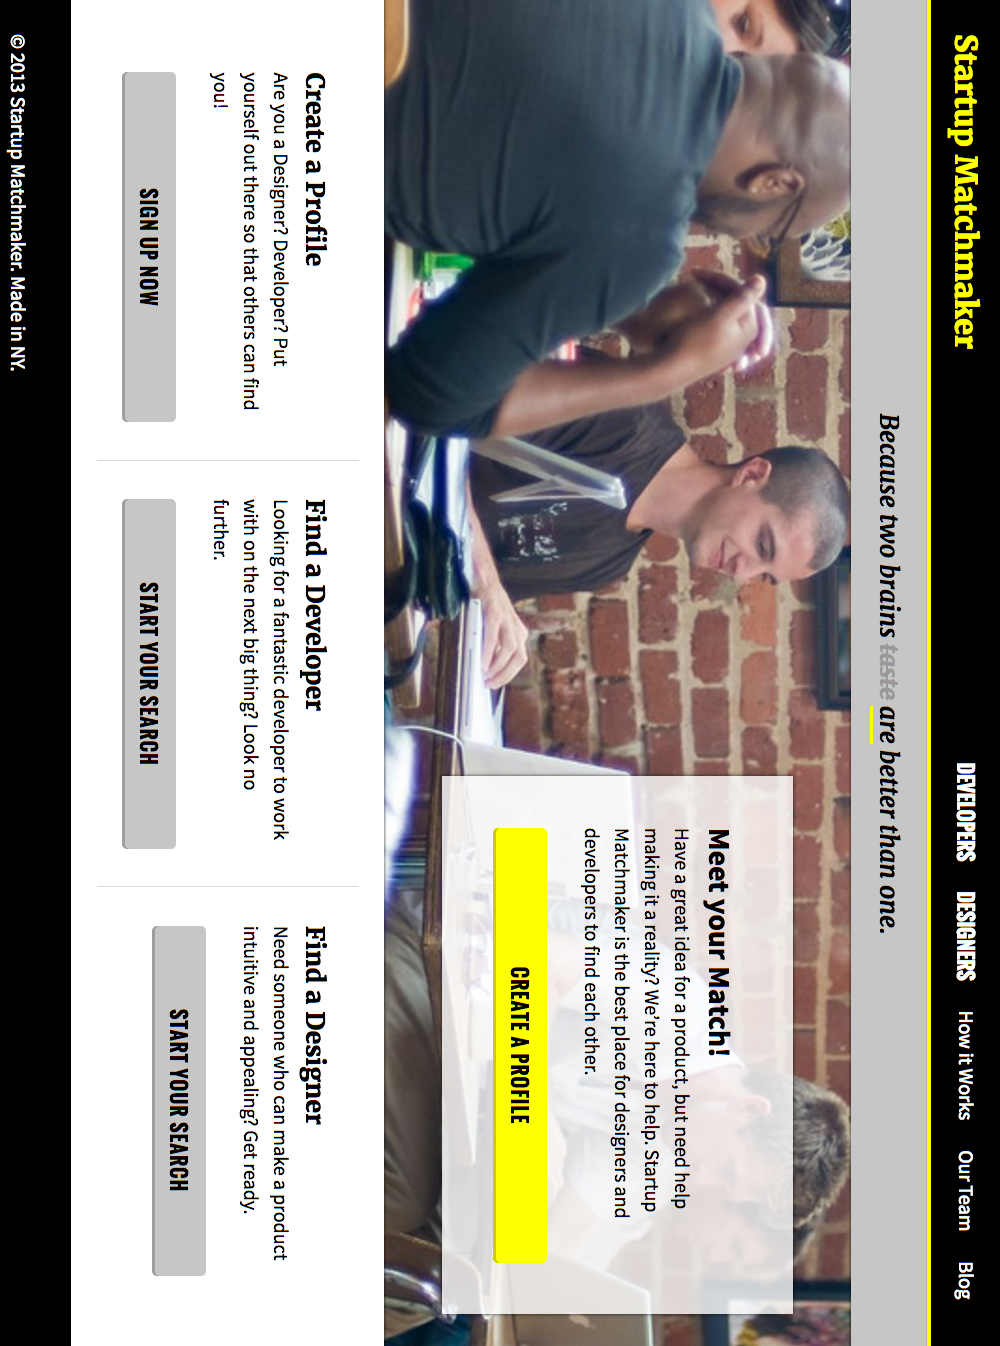 Startup Matchmaker
DEVELOPERS DESIGNERS How it Works Our Team Blog
Because two brains taste are better than one.
Meet your Match!
Have a great idea for a product, but need help
making it a reality? We're here to help. Startup
Matchmaker is the best place for designers and
developers to find each other.
CREATE A PROFILE
Create a Profile
Are you a Designer? Developer? Put
yourself out there so that others can find
you!
SIGN UP NOW
Find a Developer
Looking for a fantastic developer to work
with on the next big thing? Look no
further.
START YOUR SEARCH
Find a Designer
Need someone who can make a product
intuitive and appealing? Get ready.
START YOUR SEARCH
© 2013 Startup Matchmaker. Made in NY.